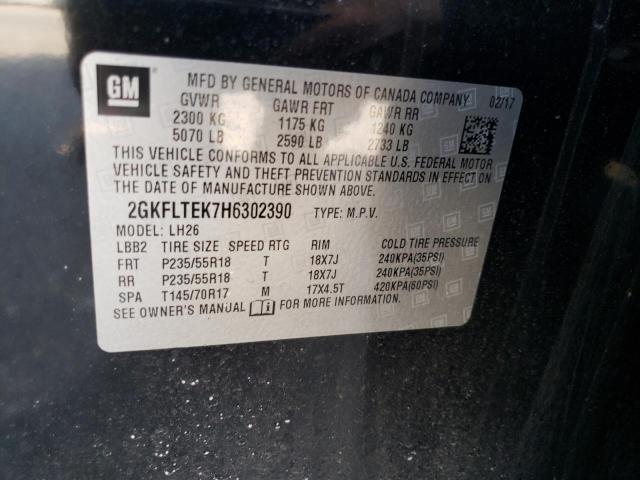 GM
MFD BY GENERAL MOTORS OF CANADA COMPANY 02/17
GVWR GAWR FRT GAWR RR
2300 KG 1175 KG 1240 KG
5070 LB 2590 LB 2733 LB
THIS VEHICLE CONFORMS TO ALL APPLICABLE U.S. FEDERAL MOTOR
VEHICLE SAFETY AND THEFT PREVENTION STANDARDS IN EFFECT ON
THE DATE OF MANUFACTURE SHOWN ABOVE.
2GKFLTEK7H6302390 TYPE: M.P.V.
MODEL: LH26
LBB2 TIRE SIZE SPEED RTG RIM COLD TIRE PRESSURE
FRT P235/55R18 T 18X7J 240KPA(35PSI)
RR P235/55R18 T 18X7J 240KPA(35PSI)
SPA T145/70R17 M 17X4.5T 420KPA(60PSI)
SEE OWNER'S MANUAL FOR MORE INFORMATION.